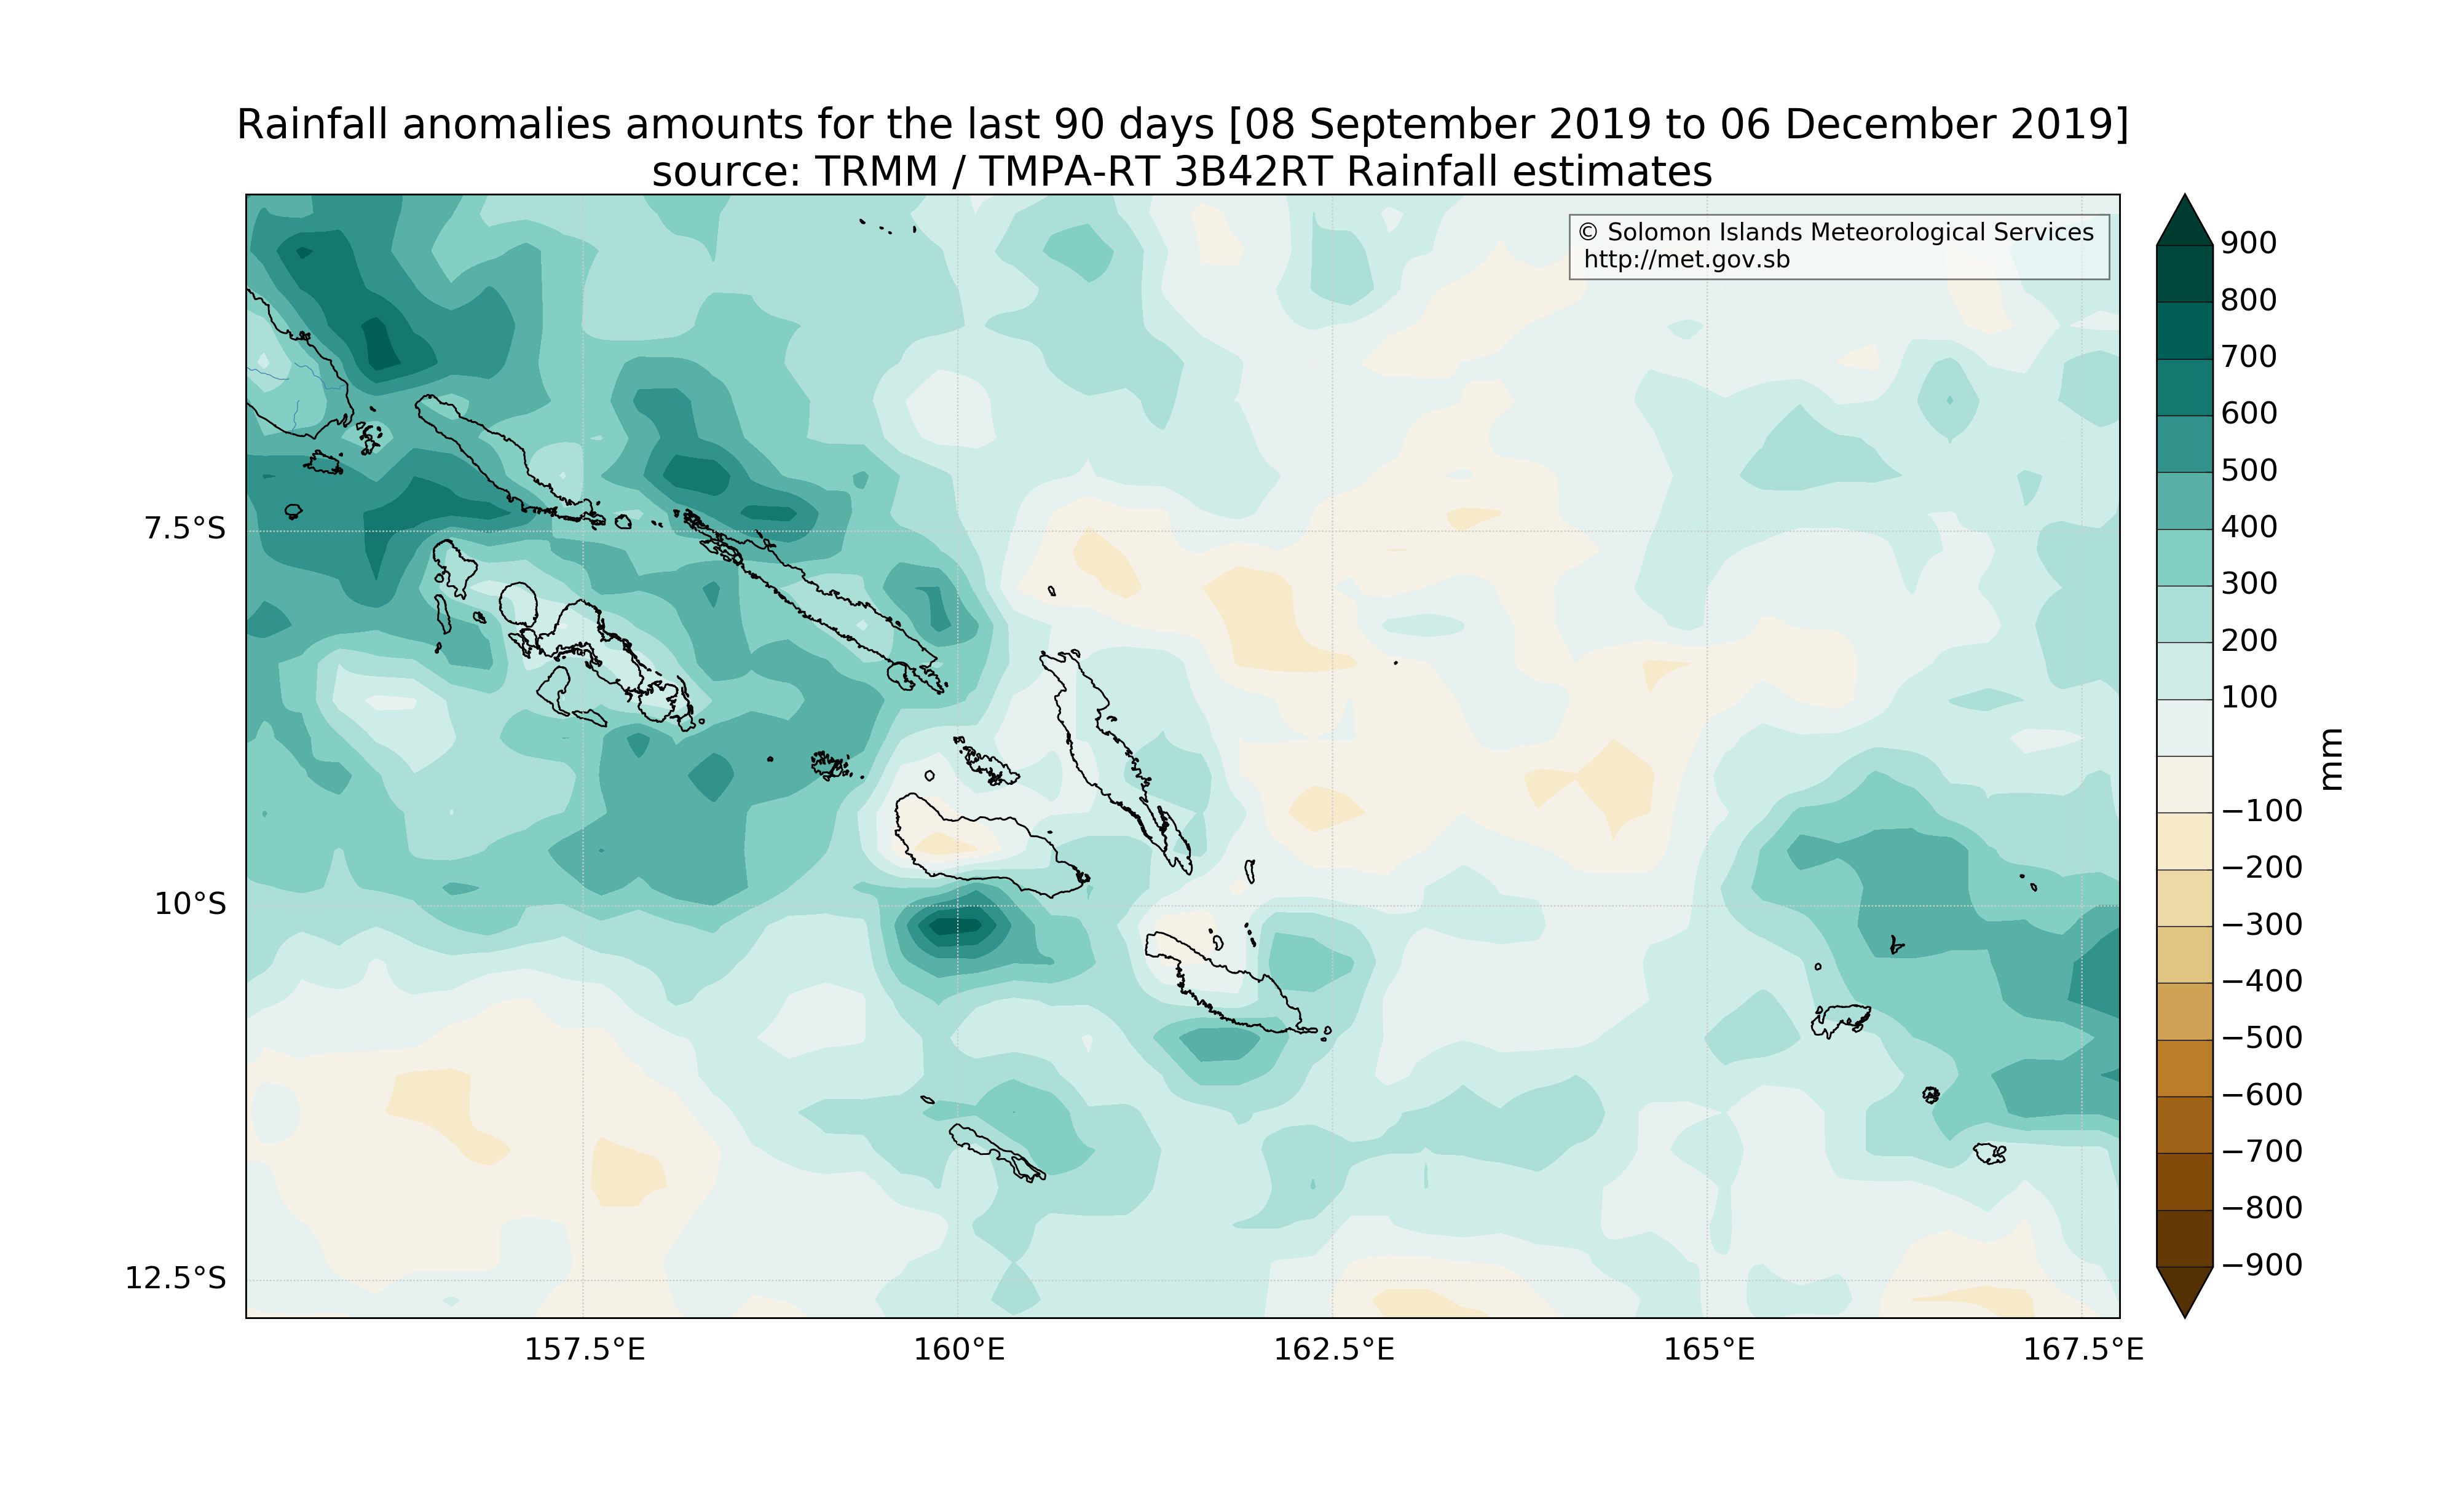 Rainfall anomalies amounts for the last 90 days [08 September 2019 to 06 December 2019]
source: TRMM / TMPA-RT 3B42RT Rainfall estimates
© Solomon Islands Meteorological Services
http://met.gov.sb
7.5°S
10°S
12.5°S
157.5°E
160°E
162.5°E
165°E
167.5°E
900
800
700
600
500
400
300
200
100
−100
−200
−300
−400
−500
−600
−700
−800
−900
mm